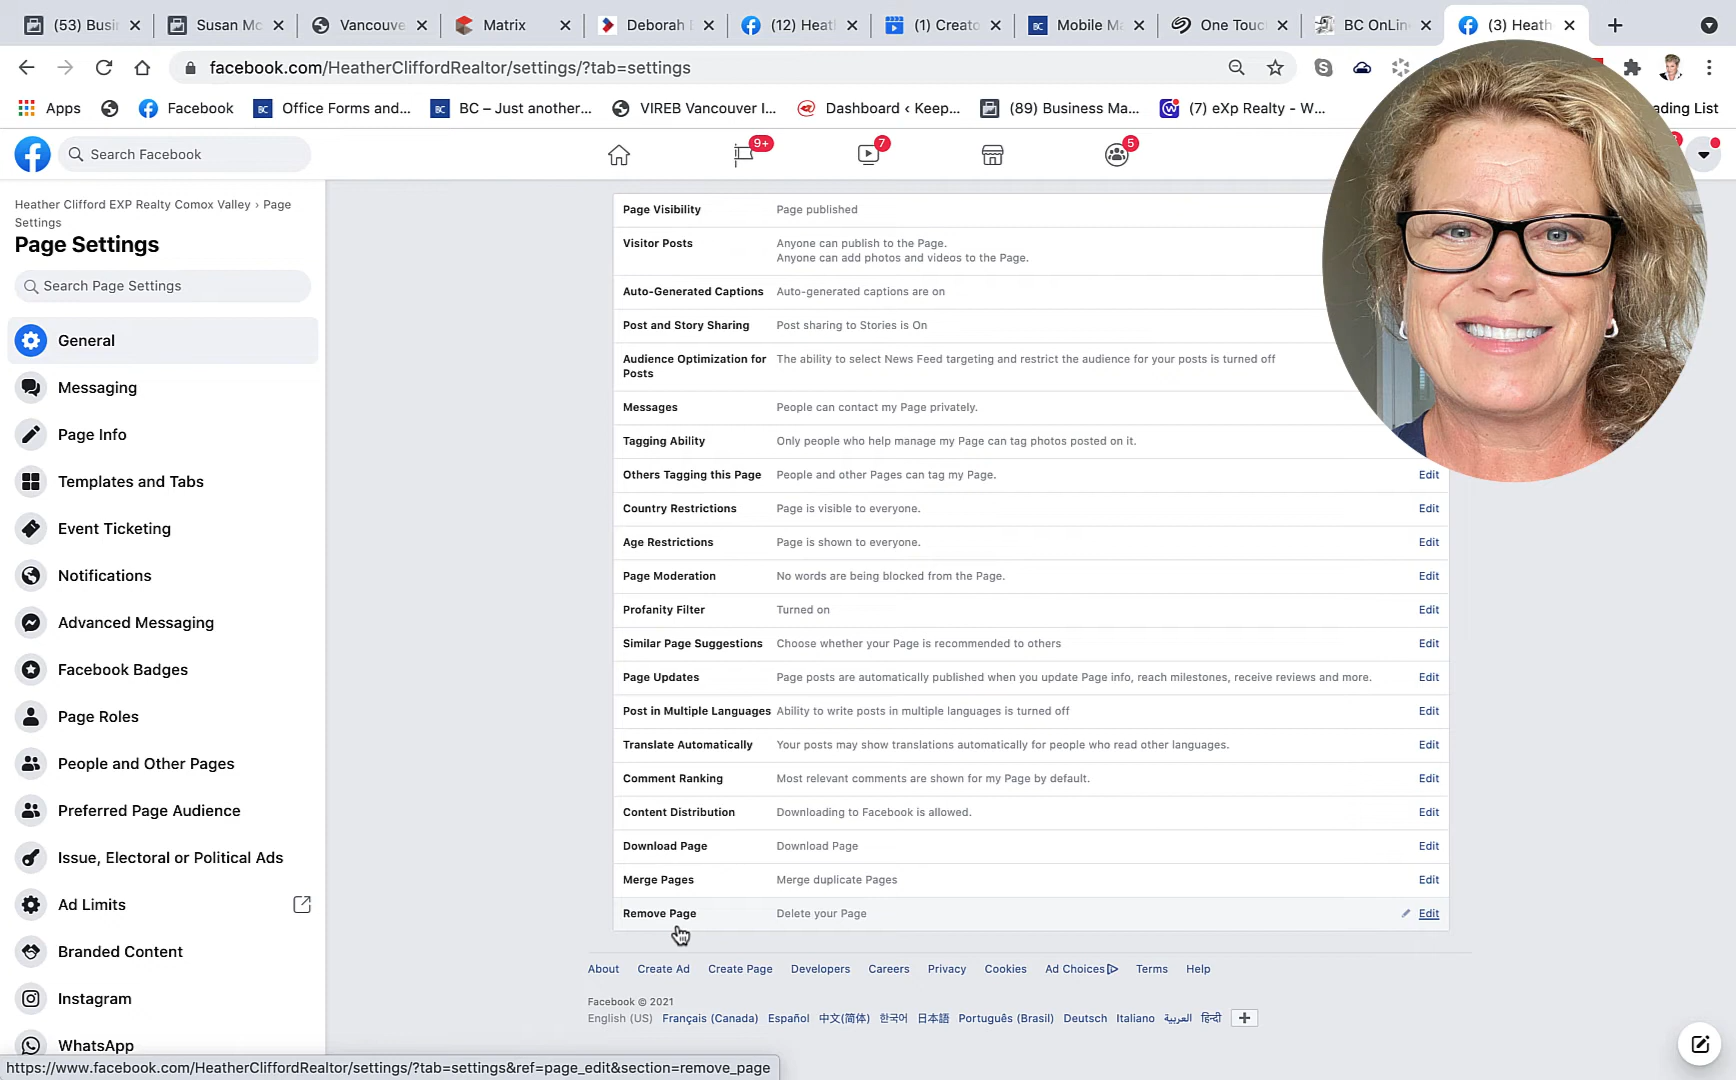 (53) Busi
Susan Mc
Vancouve
Matrix
Deborah
(12) Heat
(1) Creato
Mobile Ma
One Touc
BC OnLin
(3) Heath
facebook.com/HeatherCliffordRealtor/settings/?tab=settings
Apps
Facebook
BC Office Forms and...
BC BC – Just another...
VIREB Vancouver I...
Dashboard ‹ Keep...
(89) Business Ma...
(7) eXp Realty - W...
ading List
Search Facebook
9+
7
5
Heather Clifford EXP Realty Comox Valley › Page
Settings
Page Settings
Search Page Settings
General
Messaging
Page Info
Templates and Tabs
Event Ticketing
Notifications
Advanced Messaging
Facebook Badges
Page Roles
People and Other Pages
Preferred Page Audience
Issue, Electoral or Political Ads
Ad Limits
Branded Content
Instagram
WhatsApp
Page Visibility Page published
Visitor Posts Anyone can publish to the Page.
Anyone can add photos and videos to the Page.
Auto-Generated Captions Auto-generated captions are on
Post and Story Sharing Post sharing to Stories is On
Audience Optimization for The ability to select News Feed targeting and restrict the audience for your posts is turned off
Posts
Messages People can contact my Page privately.
Tagging Ability Only people who help manage my Page can tag photos posted on it.
Others Tagging this Page People and other Pages can tag my Page. Edit
Country Restrictions Page is visible to everyone. Edit
Age Restrictions Page is shown to everyone. Edit
Page Moderation No words are being blocked from the Page. Edit
Profanity Filter Turned on Edit
Similar Page Suggestions Choose whether your Page is recommended to others Edit
Page Updates Page posts are automatically published when you update Page info, reach milestones, receive reviews and more. Edit
Post in Multiple Languages Ability to write posts in multiple languages is turned off Edit
Translate Automatically Your posts may show translations automatically for people who read other languages. Edit
Comment Ranking Most relevant comments are shown for my Page by default. Edit
Content Distribution Downloading to Facebook is allowed. Edit
Download Page Download Page Edit
Merge Pages Merge duplicate Pages Edit
Remove Page Delete your Page Edit
About Create Ad Create Page Developers Careers Privacy Cookies Ad Choices Terms Help
Facebook © 2021
English (US) Français (Canada) Español 中文(简体) 한국어 日本語 Português (Brasil) Deutsch Italiano العربية हिन्दी
https://www.facebook.com/HeatherCliffordRealtor/settings/?tab=settings&ref=page_edit&section=remove_page